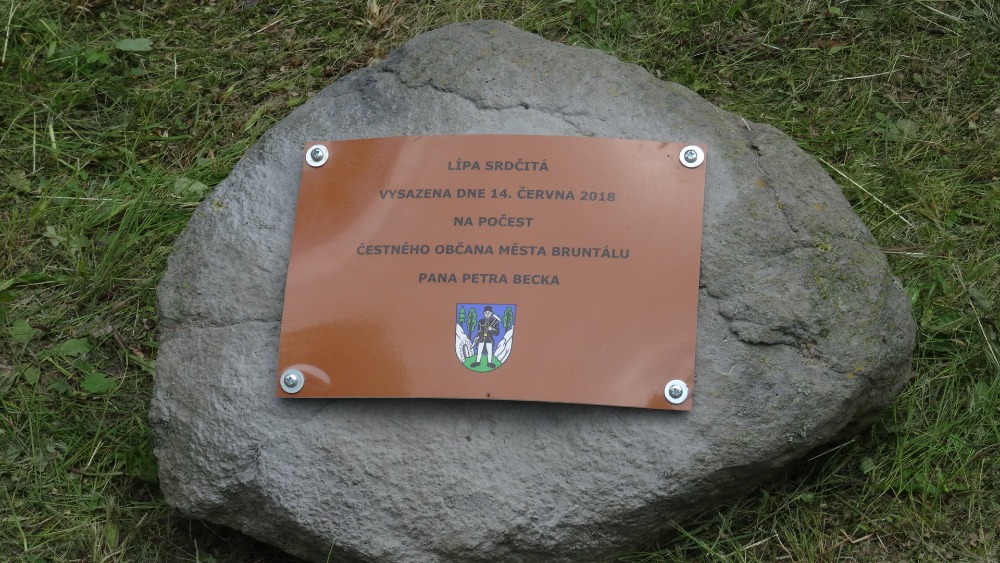 LÍPA SRDČITÁ
VYSAZENA DNE 14. ČERVNA 2018
NA POČEST
ČESTNÉHO OBČANA MĚSTA BRUNTÁLU
PANA PETRA BECKA